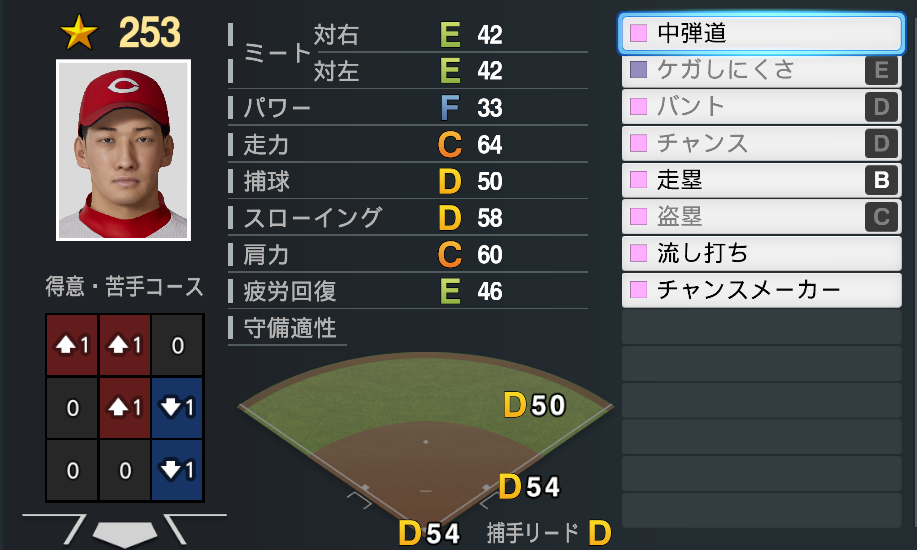 253
ミート 対右 E 42
対左 E 42
パワー F 33
走力 C 64
捕球 D 50
スローイング D 58
肩力 C 60
疲労回復 E 46
守備適性
D 50
D 54
D 54 捕手リード D
得意・苦手コース
1 1 0
0 1 1
0 0 1
中弾道
ケガしにくさ E
バント D
チャンス D
走塁 B
盗塁 C
流し打ち
チャンスメーカー
C